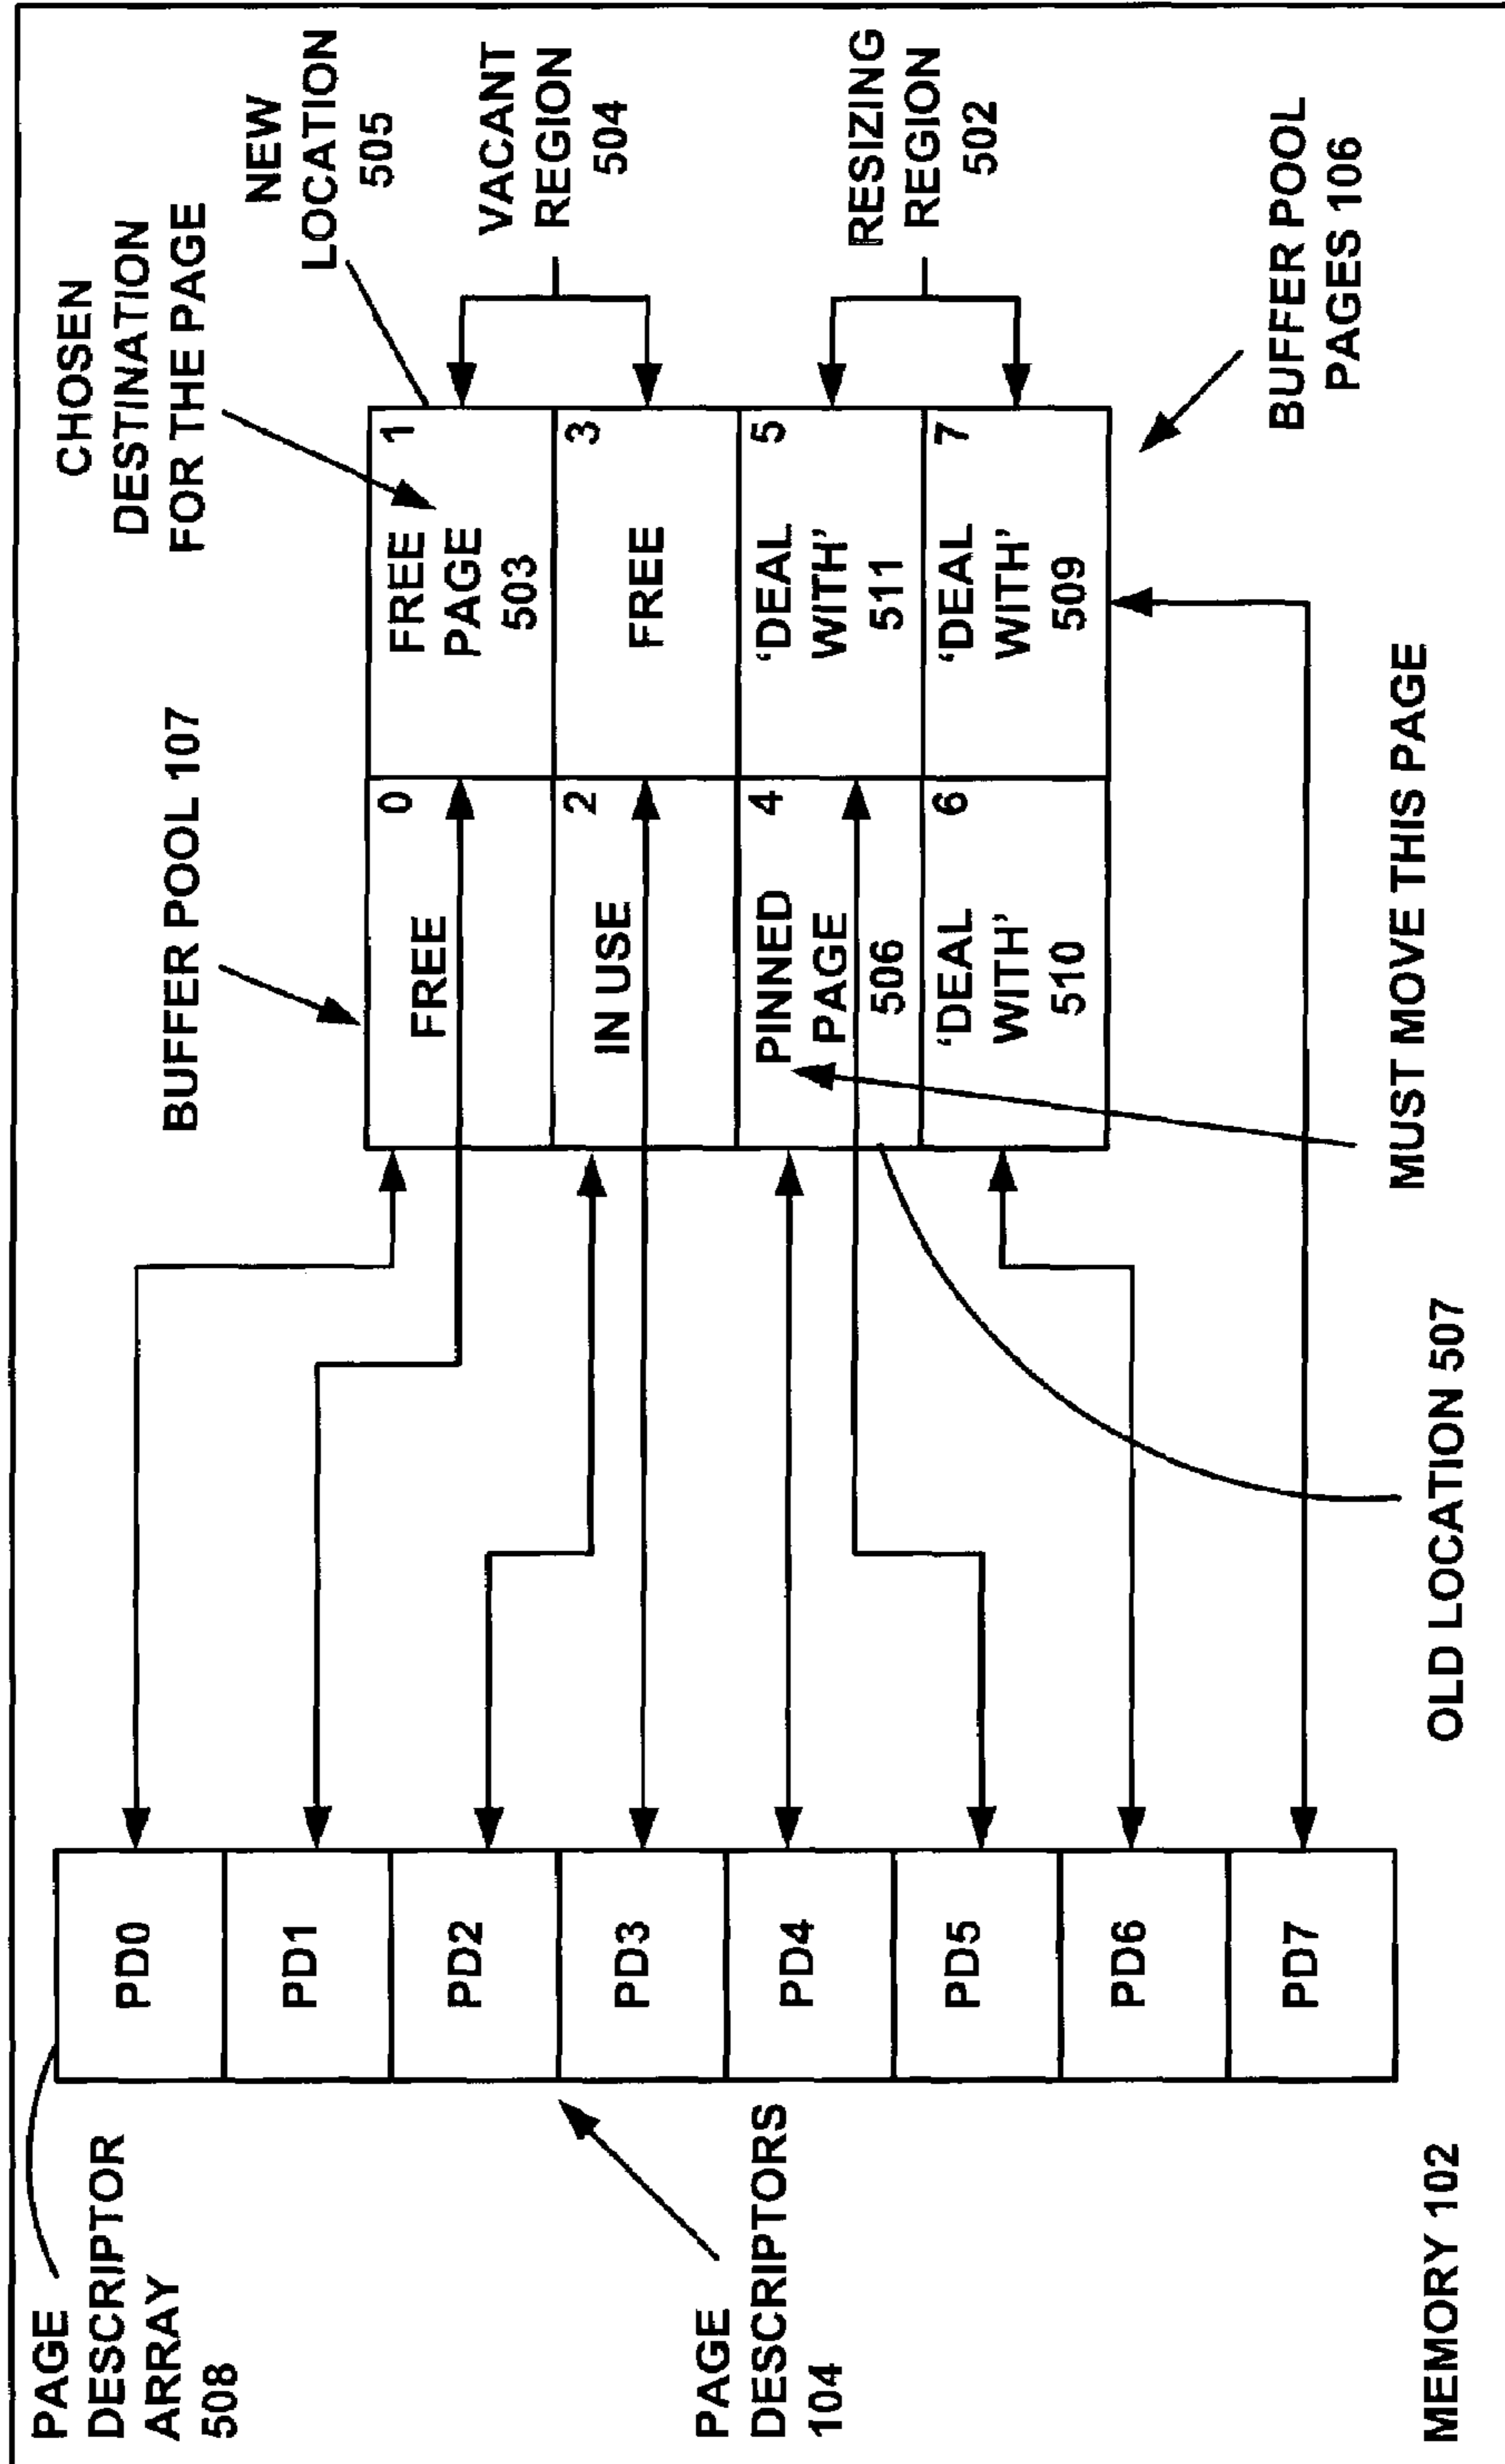 PAGE
DESCRIPTOR
ARRAY
508
PAGE
DESCRIPTORS
104
MEMORY 102
PD0
PD1
PD2
PD3
PD4
PD5
PD6
PD7
OLD LOCATION 507
BUFFER POOL 107
FREE
0
IN USE
2
PINNED
PAGE
506
4
'DEAL
WITH'
510
6
MUST MOVE THIS PAGE
FREE
PAGE
503
1
FREE
3
'DEAL
WITH'
511
5
'DEAL
WITH'
509
7
CHOSEN
DESTINATION
FOR THE PAGE
NEW
LOCATION
505
VACANT
REGION
504
RESIZING
REGION
502
BUFFER POOL
PAGES 106